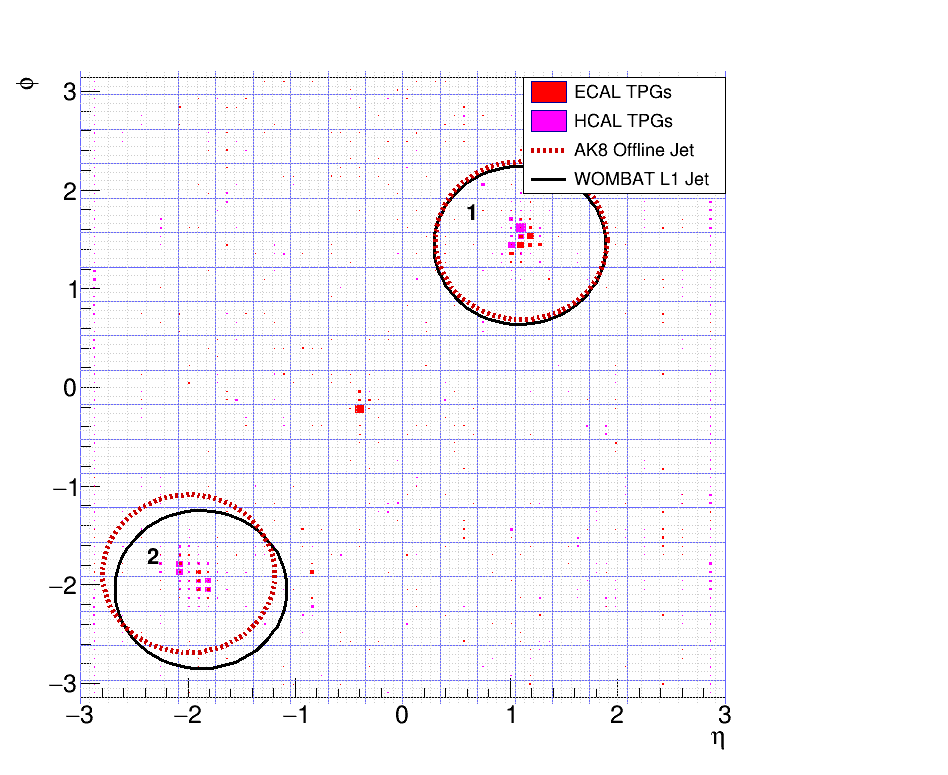 ϕ
3
2
1
0
−1
−2
−3
ECAL TPGs
HCAL TPGs
AK8 Offline Jet
WOMBAT L1 Jet
1
2
−3 −2 −1 0 1 2 3
η